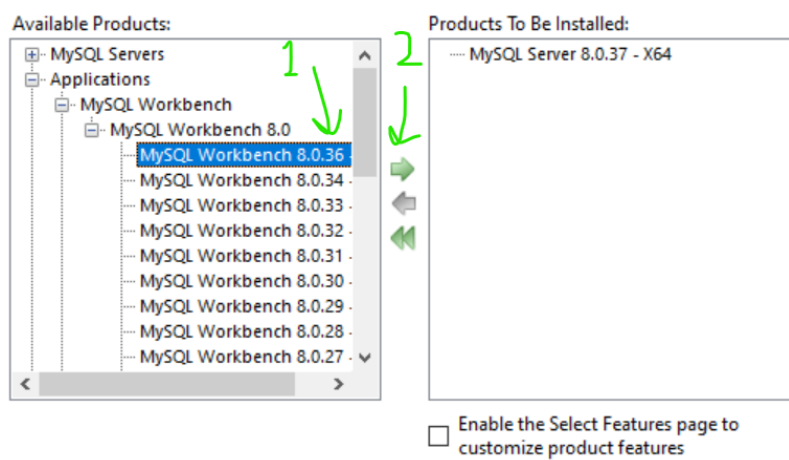 Available Products:
MySQL Servers
Applications
MySQL Workbench
MySQL Workbench 8.0
MySQL Workbench 8.0.36 -
MySQL Workbench 8.0.34 -
MySQL Workbench 8.0.33 -
MySQL Workbench 8.0.32 -
MySQL Workbench 8.0.31 -
MySQL Workbench 8.0.30 -
MySQL Workbench 8.0.29 -
MySQL Workbench 8.0.28 -
MySQL Workbench 8.0.27 -
1
2
Products To Be Installed:
MySQL Server 8.0.37 - X64
Enable the Select Features page to
customize product features